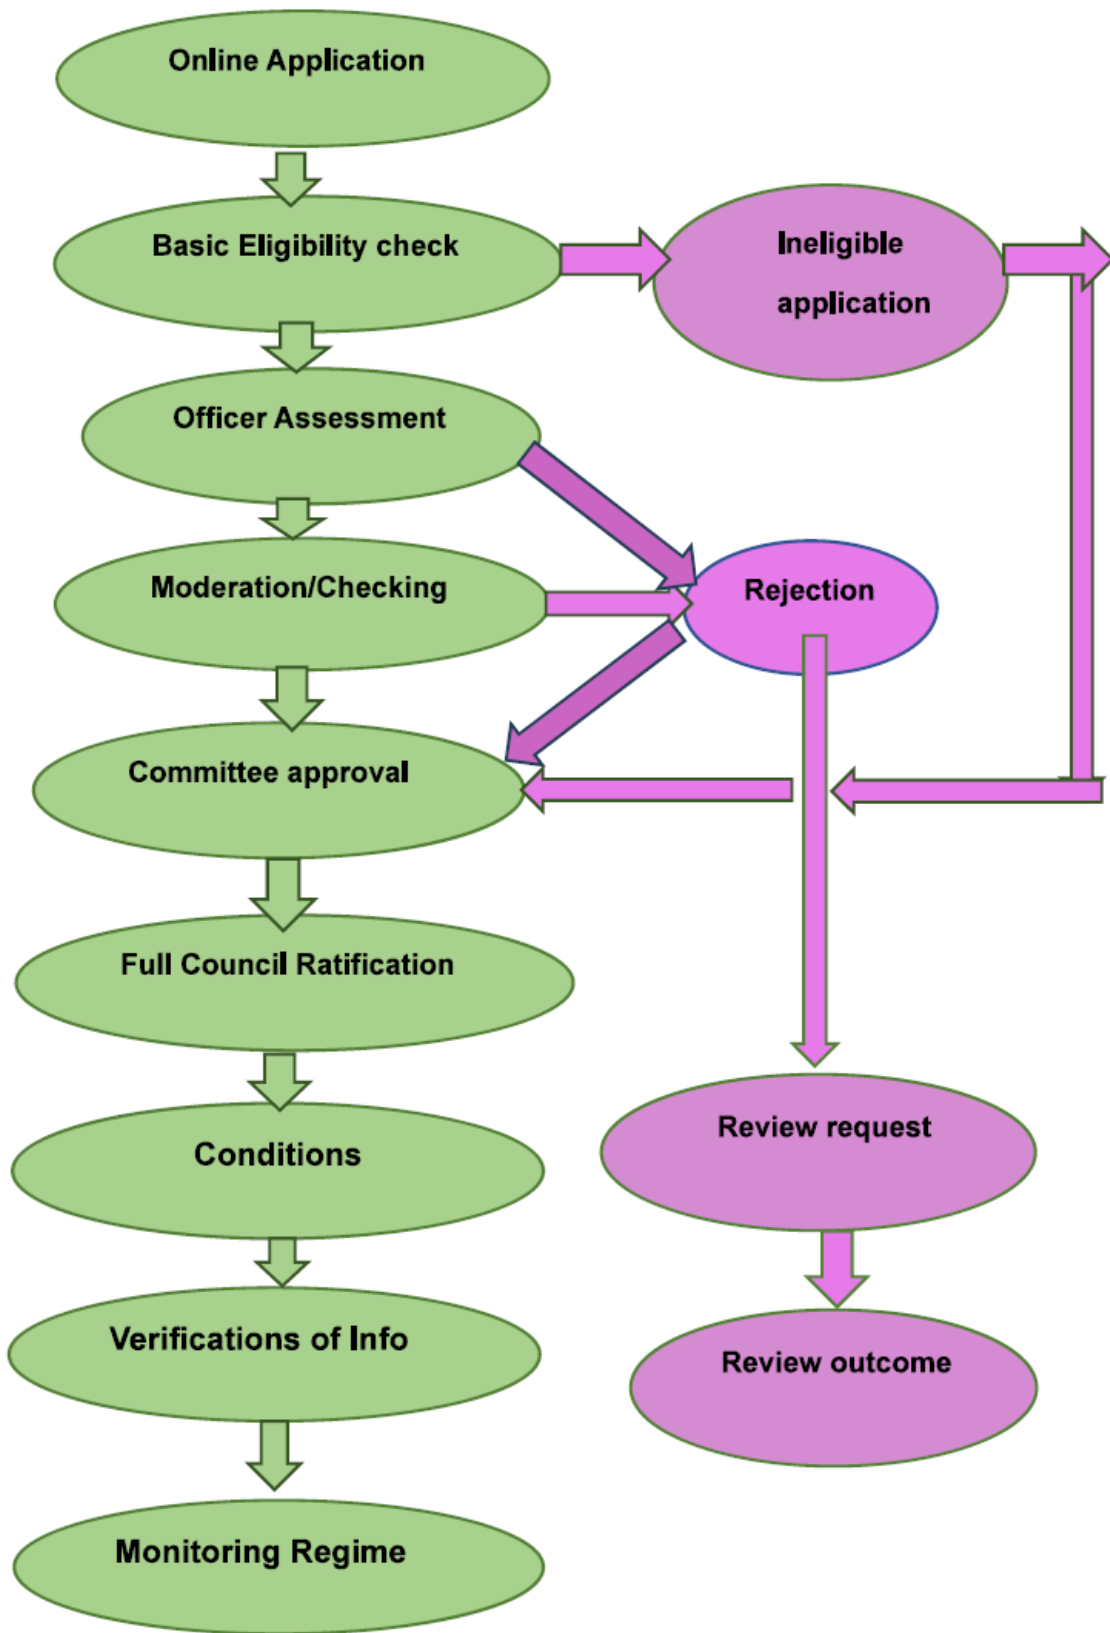 Online Application
Basic Eligibility check
Ineligible
application
Officer Assessment
Moderation/Checking
Rejection
Committee approval
Full Council Ratification
Conditions
Review request
Verifications of Info
Review outcome
Monitoring Regime